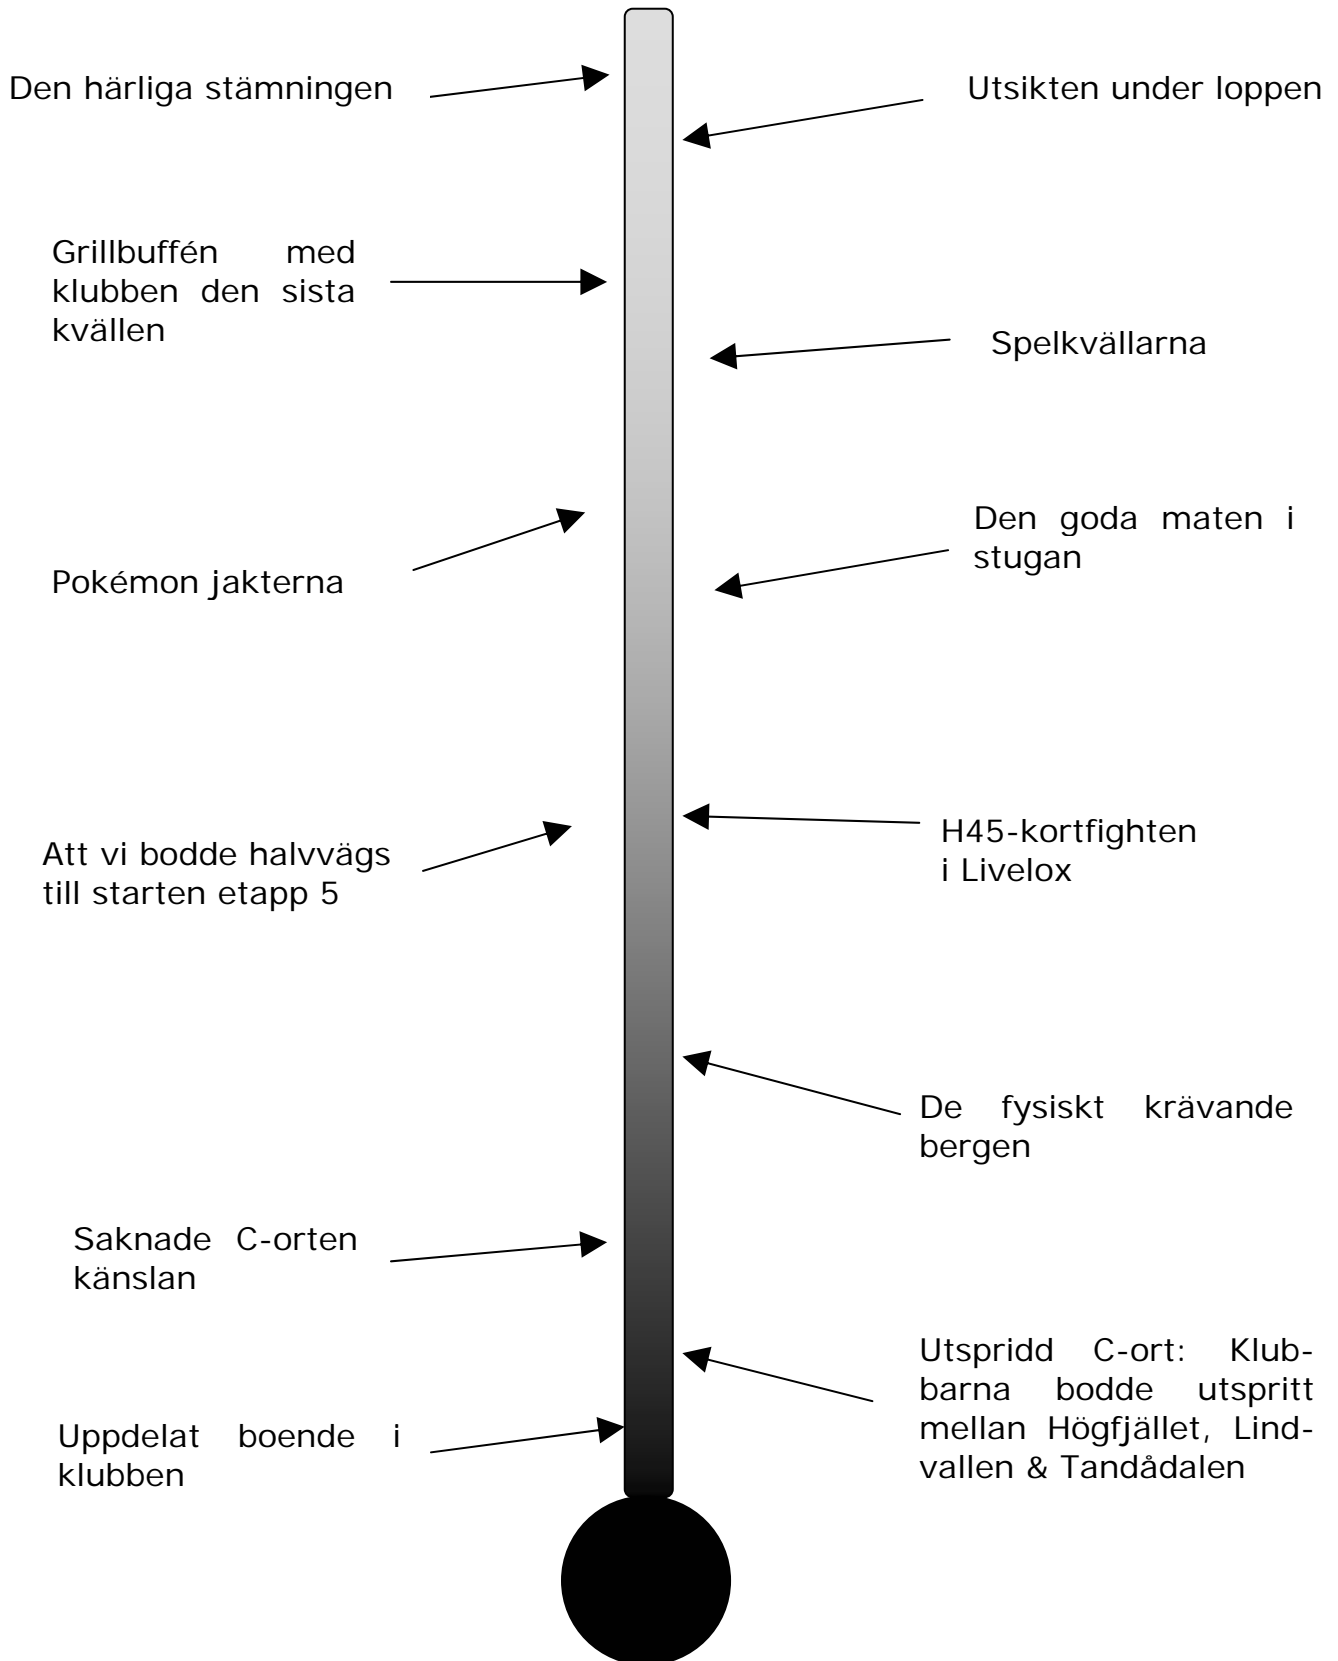 Den härliga stämningen
Utsikten under loppen
Grillbuffén med
klubben den sista
kvällen
Spelkvällarna
Den goda maten i
stugan
Pokémon jakterna
H45-kortfighten
i Livelox
Att vi bodde halvvägs
till starten etapp 5
De fysiskt krävande
bergen
Saknade C-orten
känslan
Utspridd C-ort: Klub-
barna bodde utspritt
mellan Högfjället, Lind-
vallen & Tandådalen
Uppdelat boende i
klubben